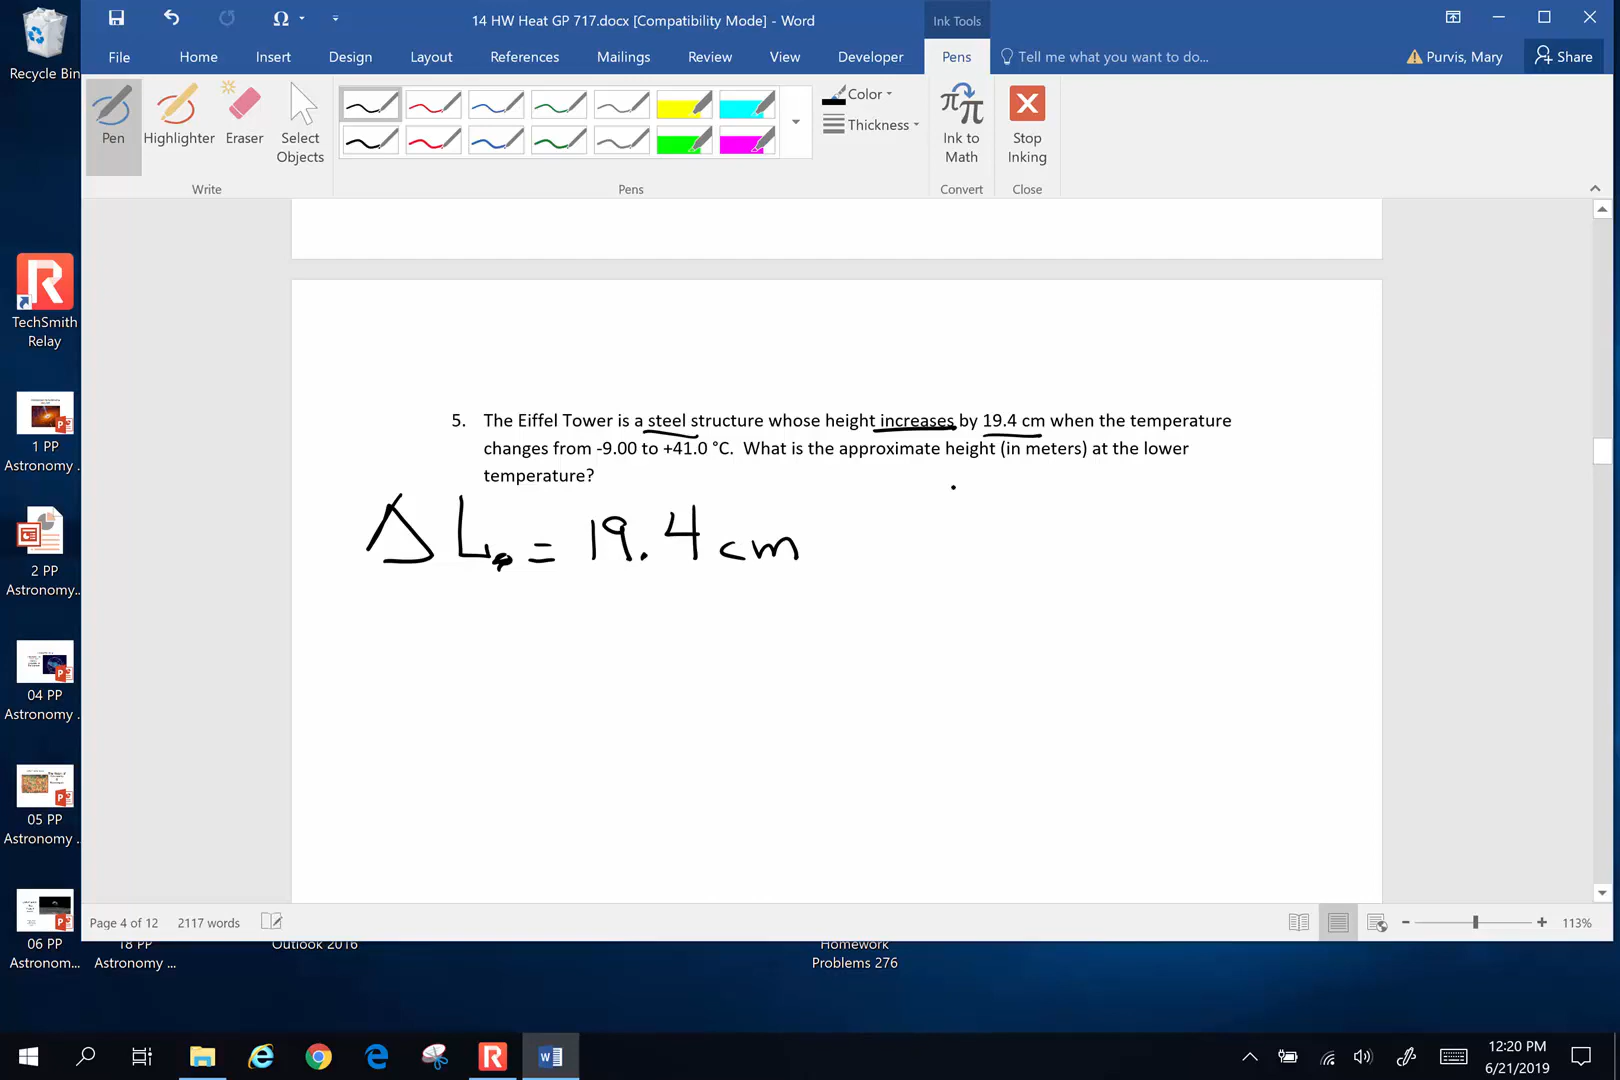 Recycle Bin
TechSmith
Relay
1 PP
Astronomy ...
2 PP
Astronomy..
04 PP
Astronomy .
05 PP
Astronomy .
06 PP
Astronom...
18 PP
Astronomy ...
Outlook 2016
Homework
Problems 276
14 HW Heat GP 717.docx [Compatibility Mode] - Word
Ink Tools
File Home Insert Design Layout References Mailings Review View Developer Pens Tell me what you want to do... Purvis, Mary Share
Pen Highlighter Eraser Select Objects
Color
Thickness
Ink to Math
Stop Inking
Write Pens Convert Close
5. The Eiffel Tower is a steel structure whose height increases by 19.4 cm when the temperature
changes from -9.00 to +41.0 °C. What is the approximate height (in meters) at the lower
temperature?
Δ L = 19.4 cm
Page 4 of 12 2117 words 113%
12:20 PM
6/21/2019